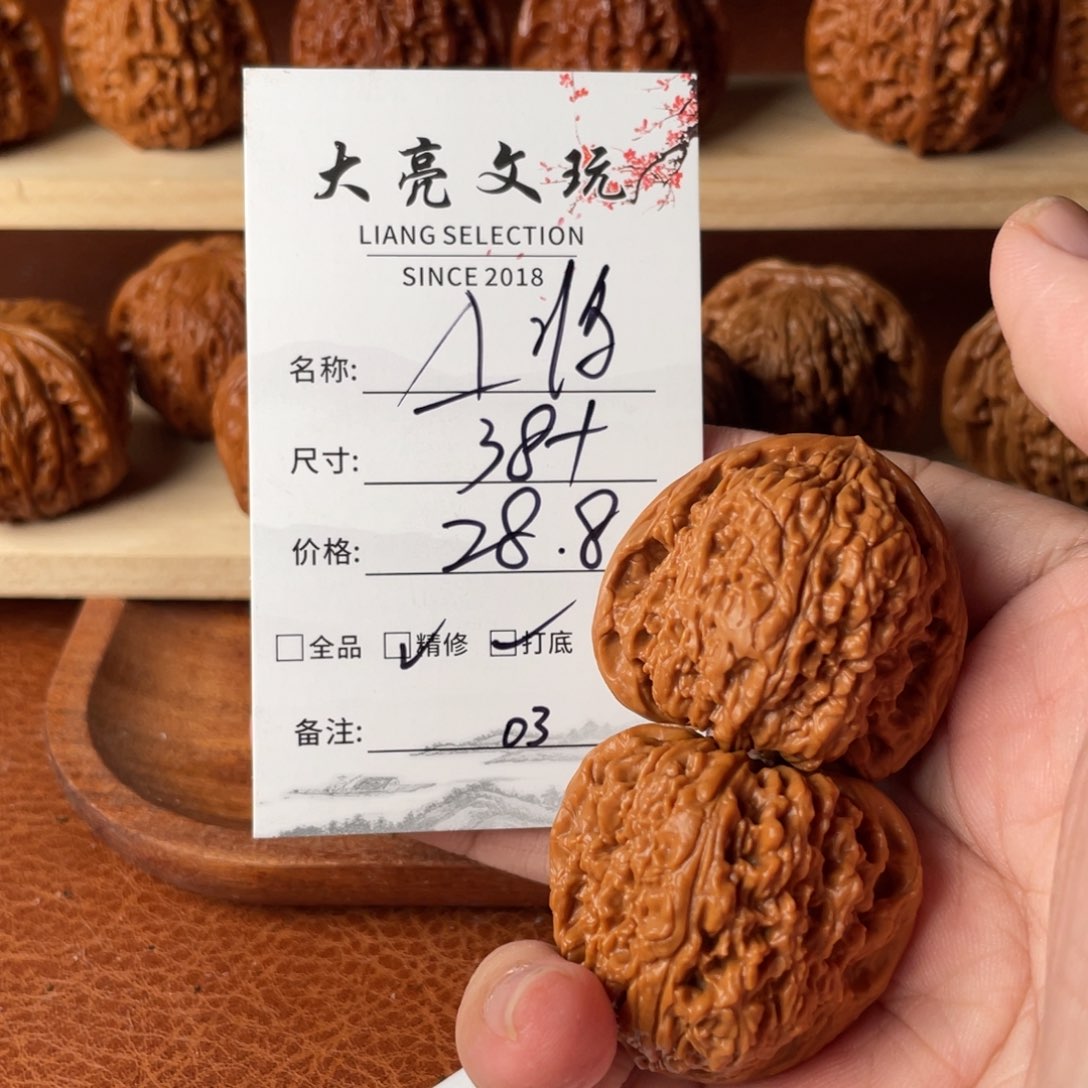 大亮文玩
LIANG SELECTION
SINCE 2018
名称:
尺寸: 38+
价格: 28.8
全品 精修 打底
备注: 03